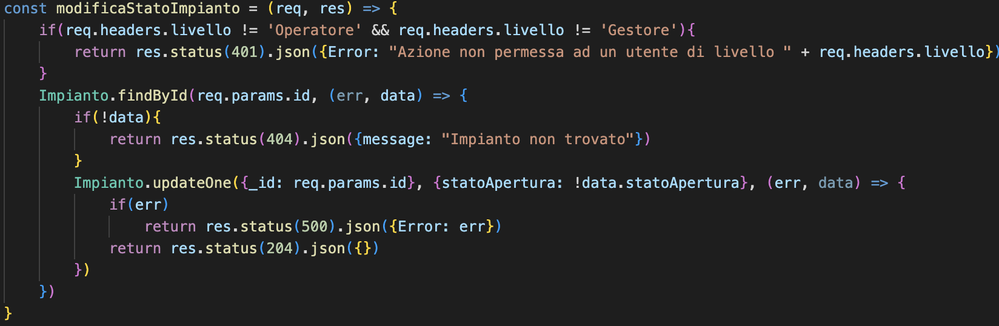 const modificaStatoImpianto = (req, res) => {
    if(req.headers.livello != 'Operatore' && req.headers.livello != 'Gestore'){
        return res.status(401).json({Error: "Azione non permessa ad un utente di livello " + req.headers.livello})
    }
    Impianto.findById(req.params.id, (err, data) => {
        if(!data){
            return res.status(404).json({message: "Impianto non trovato"})
        }
        Impianto.updateOne({_id: req.params.id}, {statoApertura: !data.statoApertura}, (err, data) => {
            if(err)
                return res.status(500).json({Error: err})
            return res.status(204).json({})
        })
    })
}